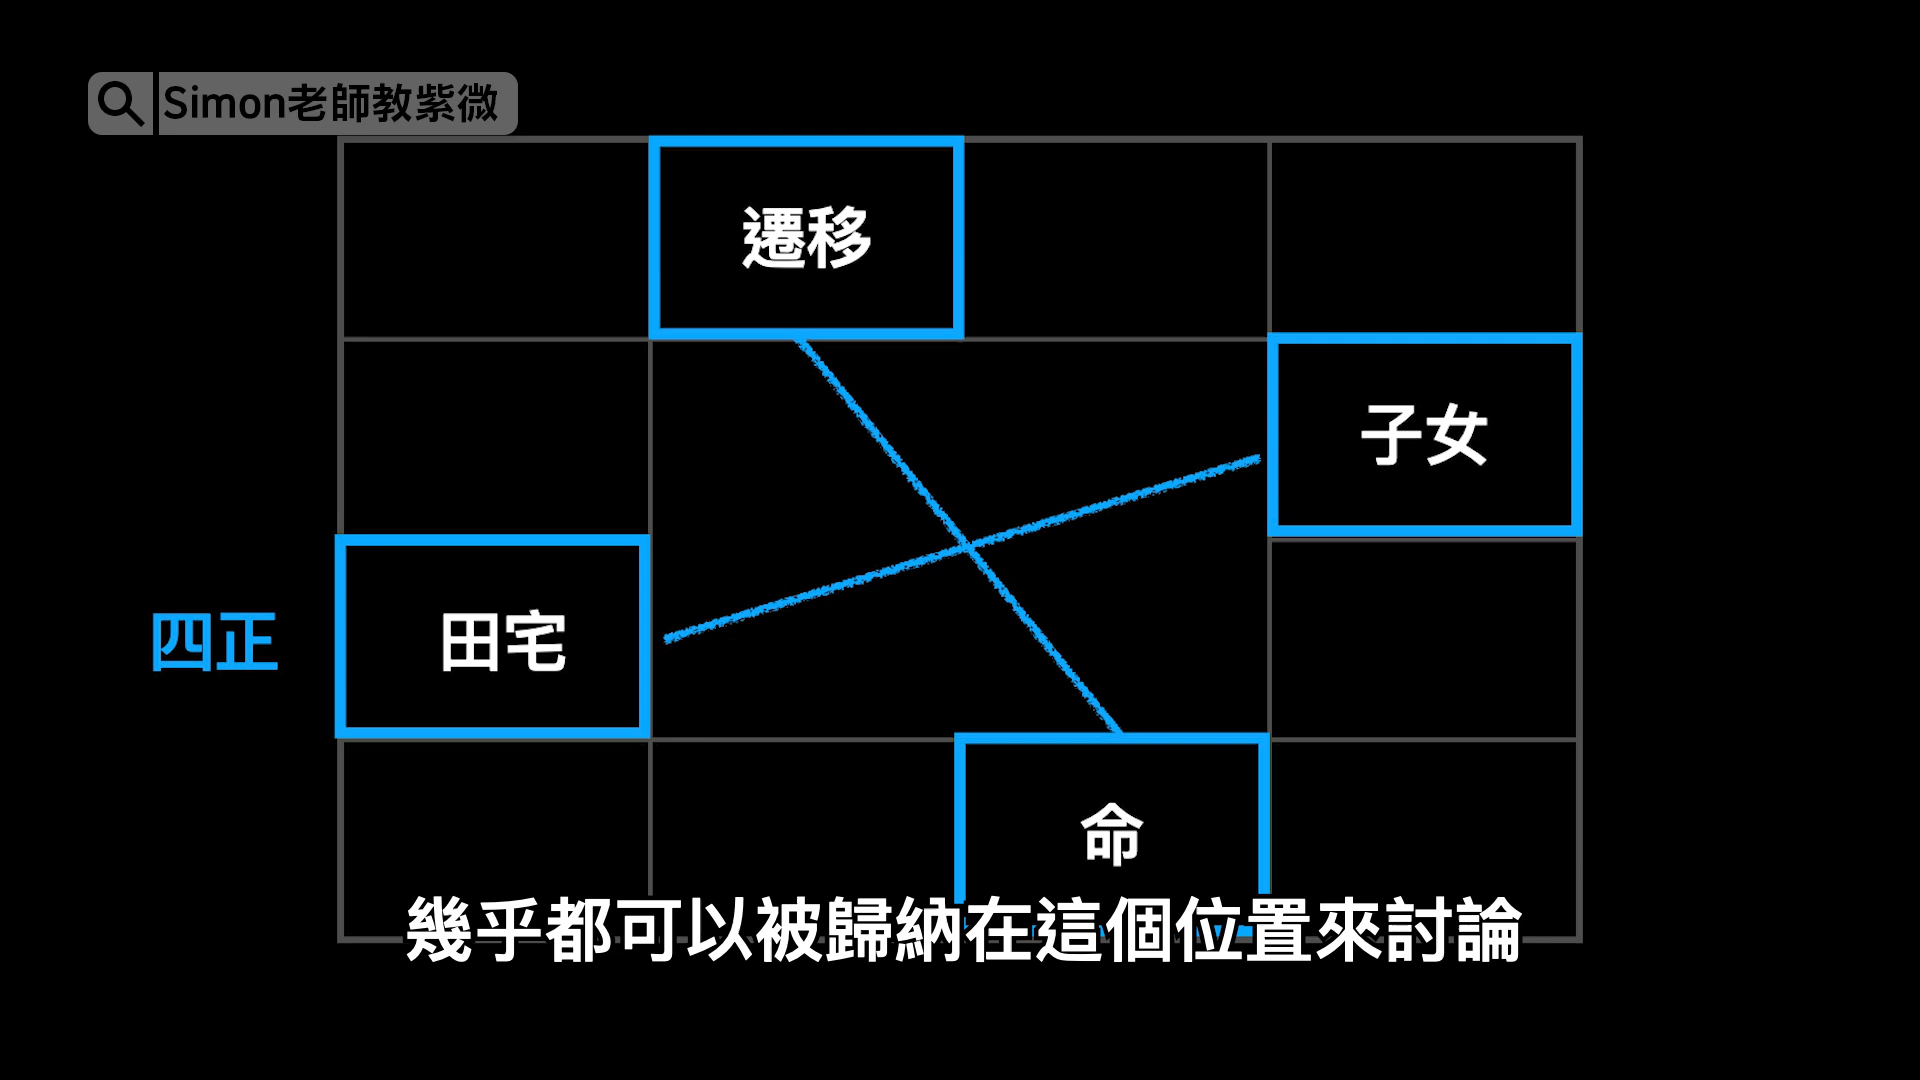 Simon老師教紫微
遷移
子女
四正
田宅
命
幾乎都可以被歸納在這個位置來討論